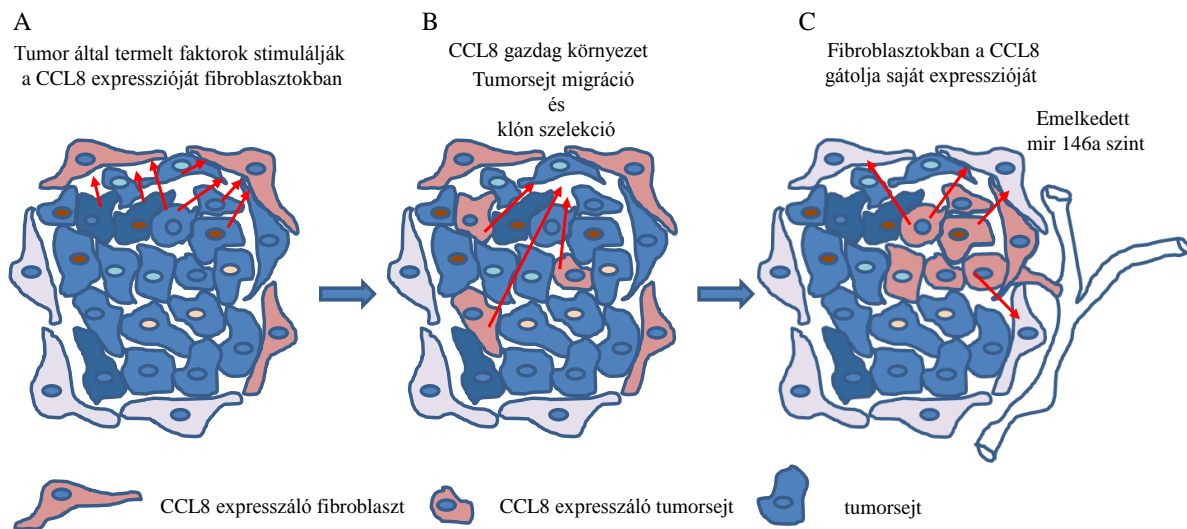 A
Tumor által termelt faktorok stimulálják
a CCL8 expresszióját fibroblasztokban
B
CCL8 gazdag környezet
Tumorsejt migráció
és
klón szelekció
C
Fibroblasztokban a CCL8
gátolja saját expresszióját
Emelkedett
mir 146a szint
CCL8 expresszáló fibroblaszt
CCL8 expresszáló tumorsejt
tumorsejt